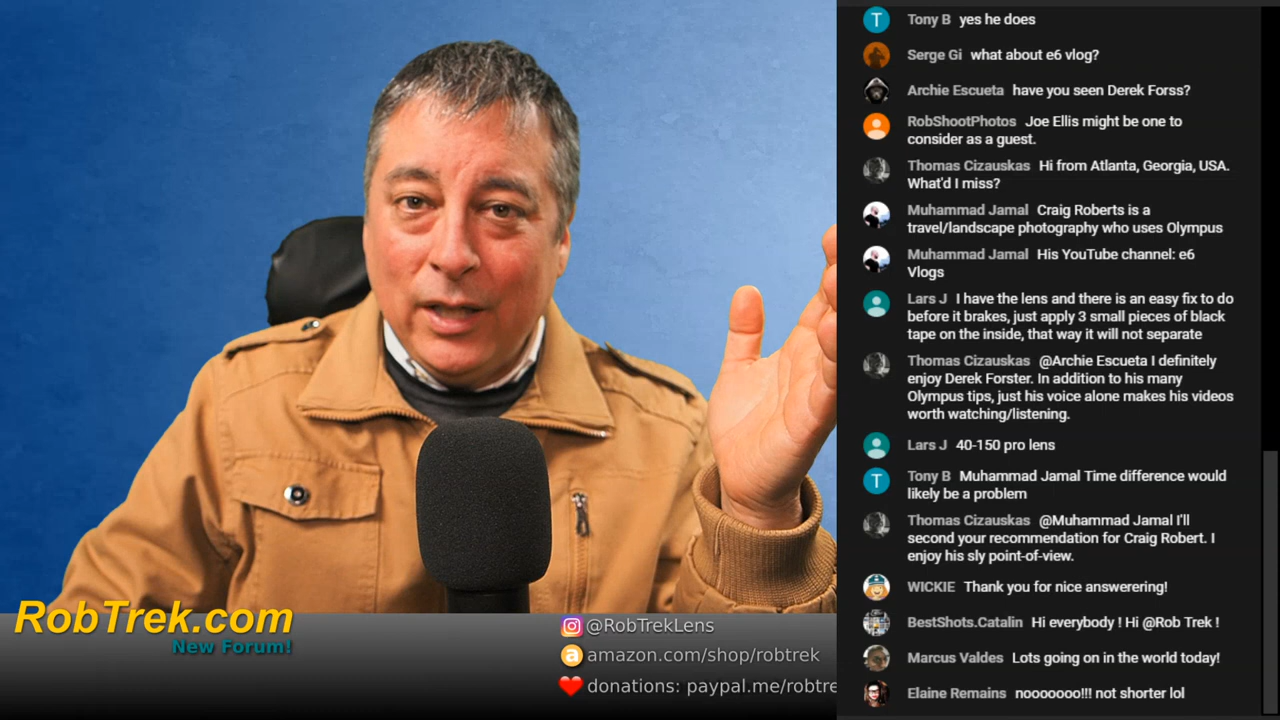 T Tony B yes he does
Serge Gi what about e6 vlog?
Archie Escueta have you seen Derek Forss?
RobShootPhotos Joe Ellis might be one to
consider as a guest.
Thomas Cizauskas Hi from Atlanta, Georgia, USA.
What'd I miss?
Muhammad Jamal Craig Roberts is a
travel/landscape photography who uses Olympus
Muhammad Jamal His YouTube channel: e6
Vlogs
Lars J I have the lens and there is an easy fix to do
before it brakes, just apply 3 small pieces of black
tape on the inside, that way it will not separate
Thomas Cizauskas @Archie Escueta I definitely
enjoy Derek Forster. In addition to his many
Olympus tips, just his voice alone makes his videos
worth watching/listening.
Lars J 40-150 pro lens
T Tony B Muhammad Jamal Time difference would
likely be a problem
Thomas Cizauskas @Muhammad Jamal I'll
second your recommendation for Craig Robert. I
enjoy his sly point-of-view.
WICKIE Thank you for nice answerering!
BestShots.Catalin Hi everybody ! Hi @Rob Trek !
Marcus Valdes Lots going on in the world today!
Elaine Remains nooooooo!!! not shorter lol
RobTrek.com
New Forum!
@RobTrekLens
a amazon.com/shop/robtrek
donations: paypal.me/robtre